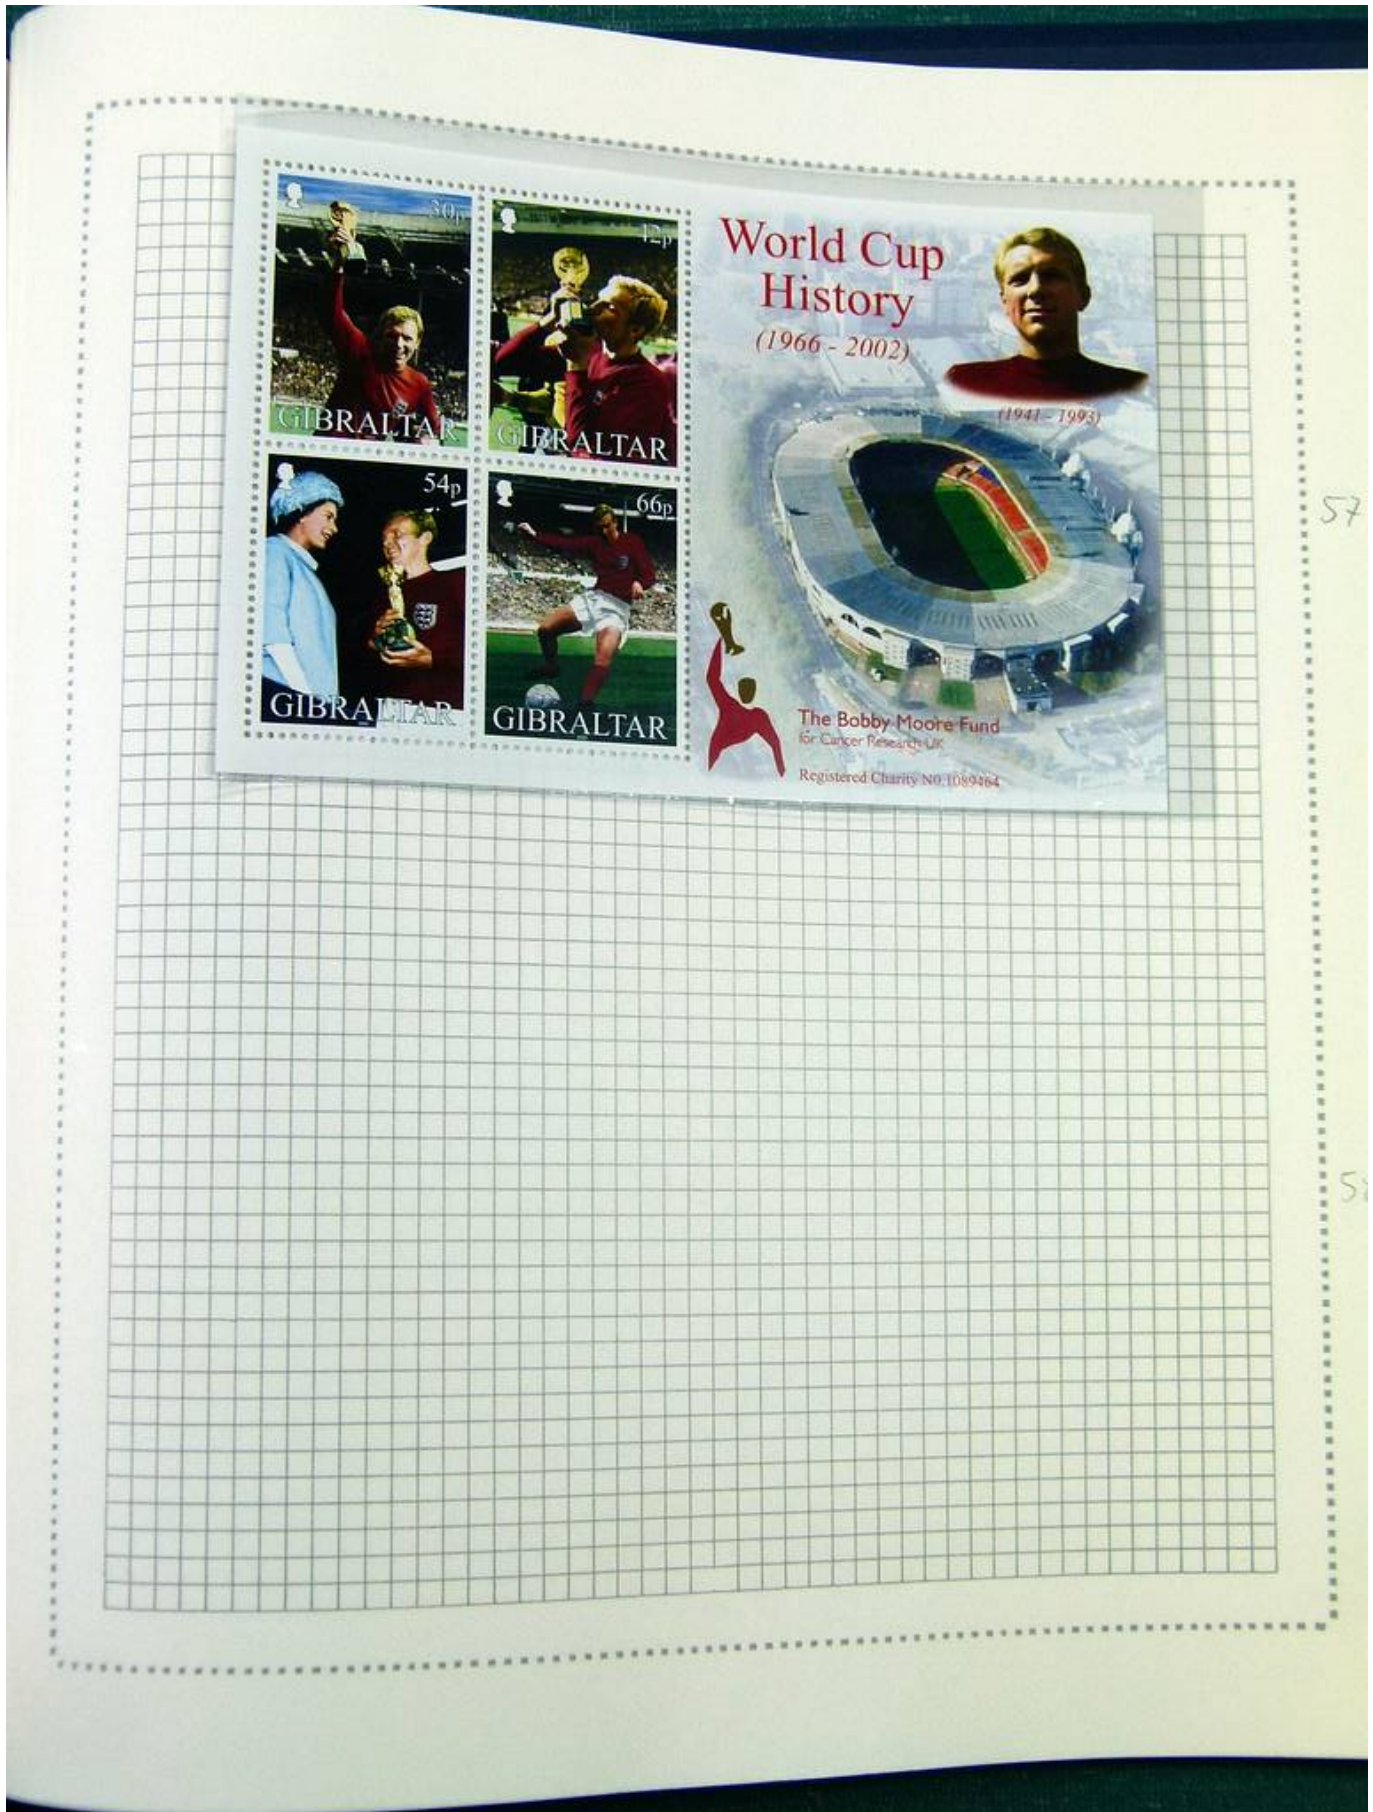 30p
GIBRALTAR
42p
GIBRALTAR
54p
GIBRALTAR
66p
GIBRALTAR
World Cup
History
(1966 - 2002)
(1941 - 1993)
The Bobby Moore Fund
for Cancer Research UK
Registered Charity N0.1089464
57